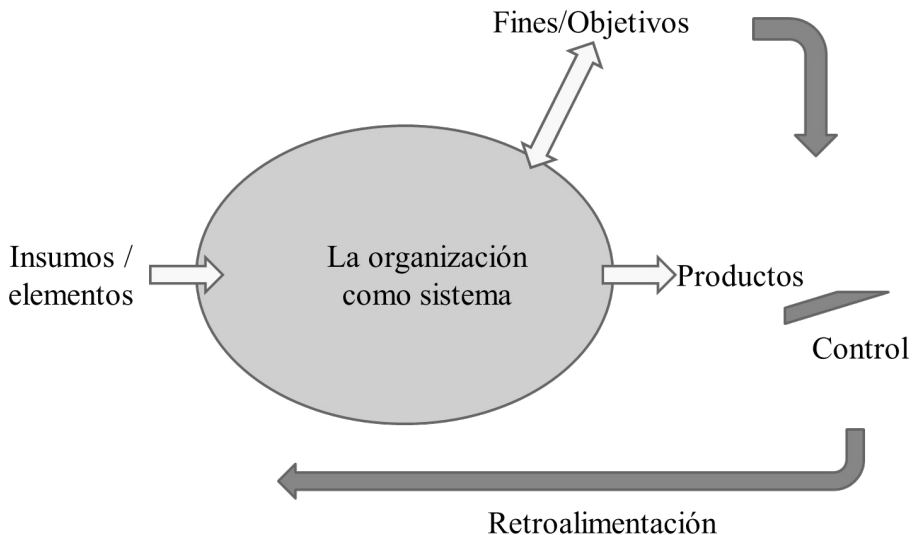 Fines/Objetivos
Insumos /
elementos
La organización
como sistema
Productos
Control
Retroalimentación